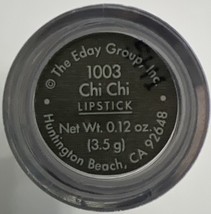 © The Eday Group, Inc.
1003
Chi Chi
LIPSTICK
Net Wt. 0.12 oz.
(3.5 g)
• Huntington Beach, CA 92648